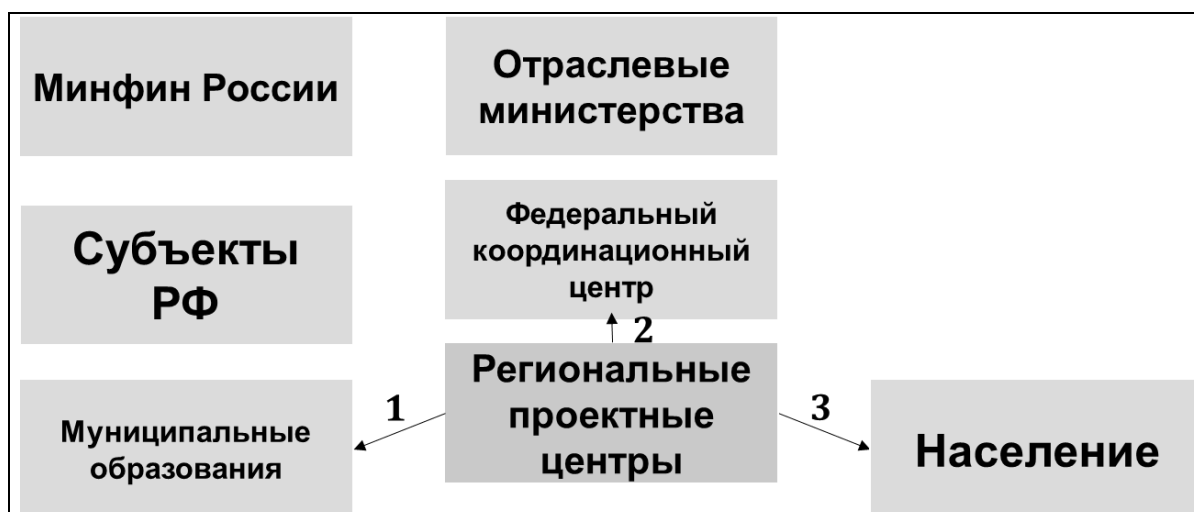 Минфин России
Отраслевые
министерства
Субъекты
РФ
Федеральный
координационный
центр
2
1
Региональные
проектные
центры
3
Муниципальные
образования
Население